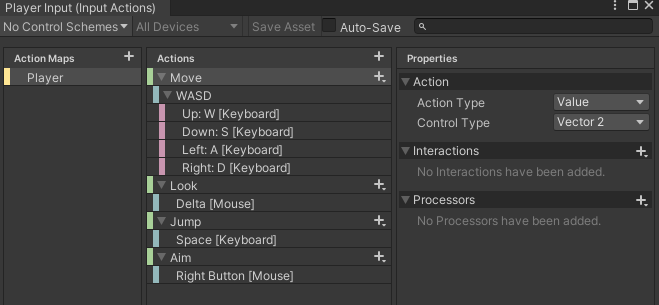 Player Input (Input Actions)
No Control Schemes All Devices Save Asset Auto-Save
Action Maps + Actions + Properties
Player Move + Action
WASD Action Type Value
Up: W [Keyboard] Control Type Vector 2
Down: S [Keyboard]
Left: A [Keyboard] Interactions +
Right: D [Keyboard] No Interactions have been added.
Look +
Delta [Mouse] Processors +
Jump + No Processors have been added.
Space [Keyboard]
Aim +
Right Button [Mouse]